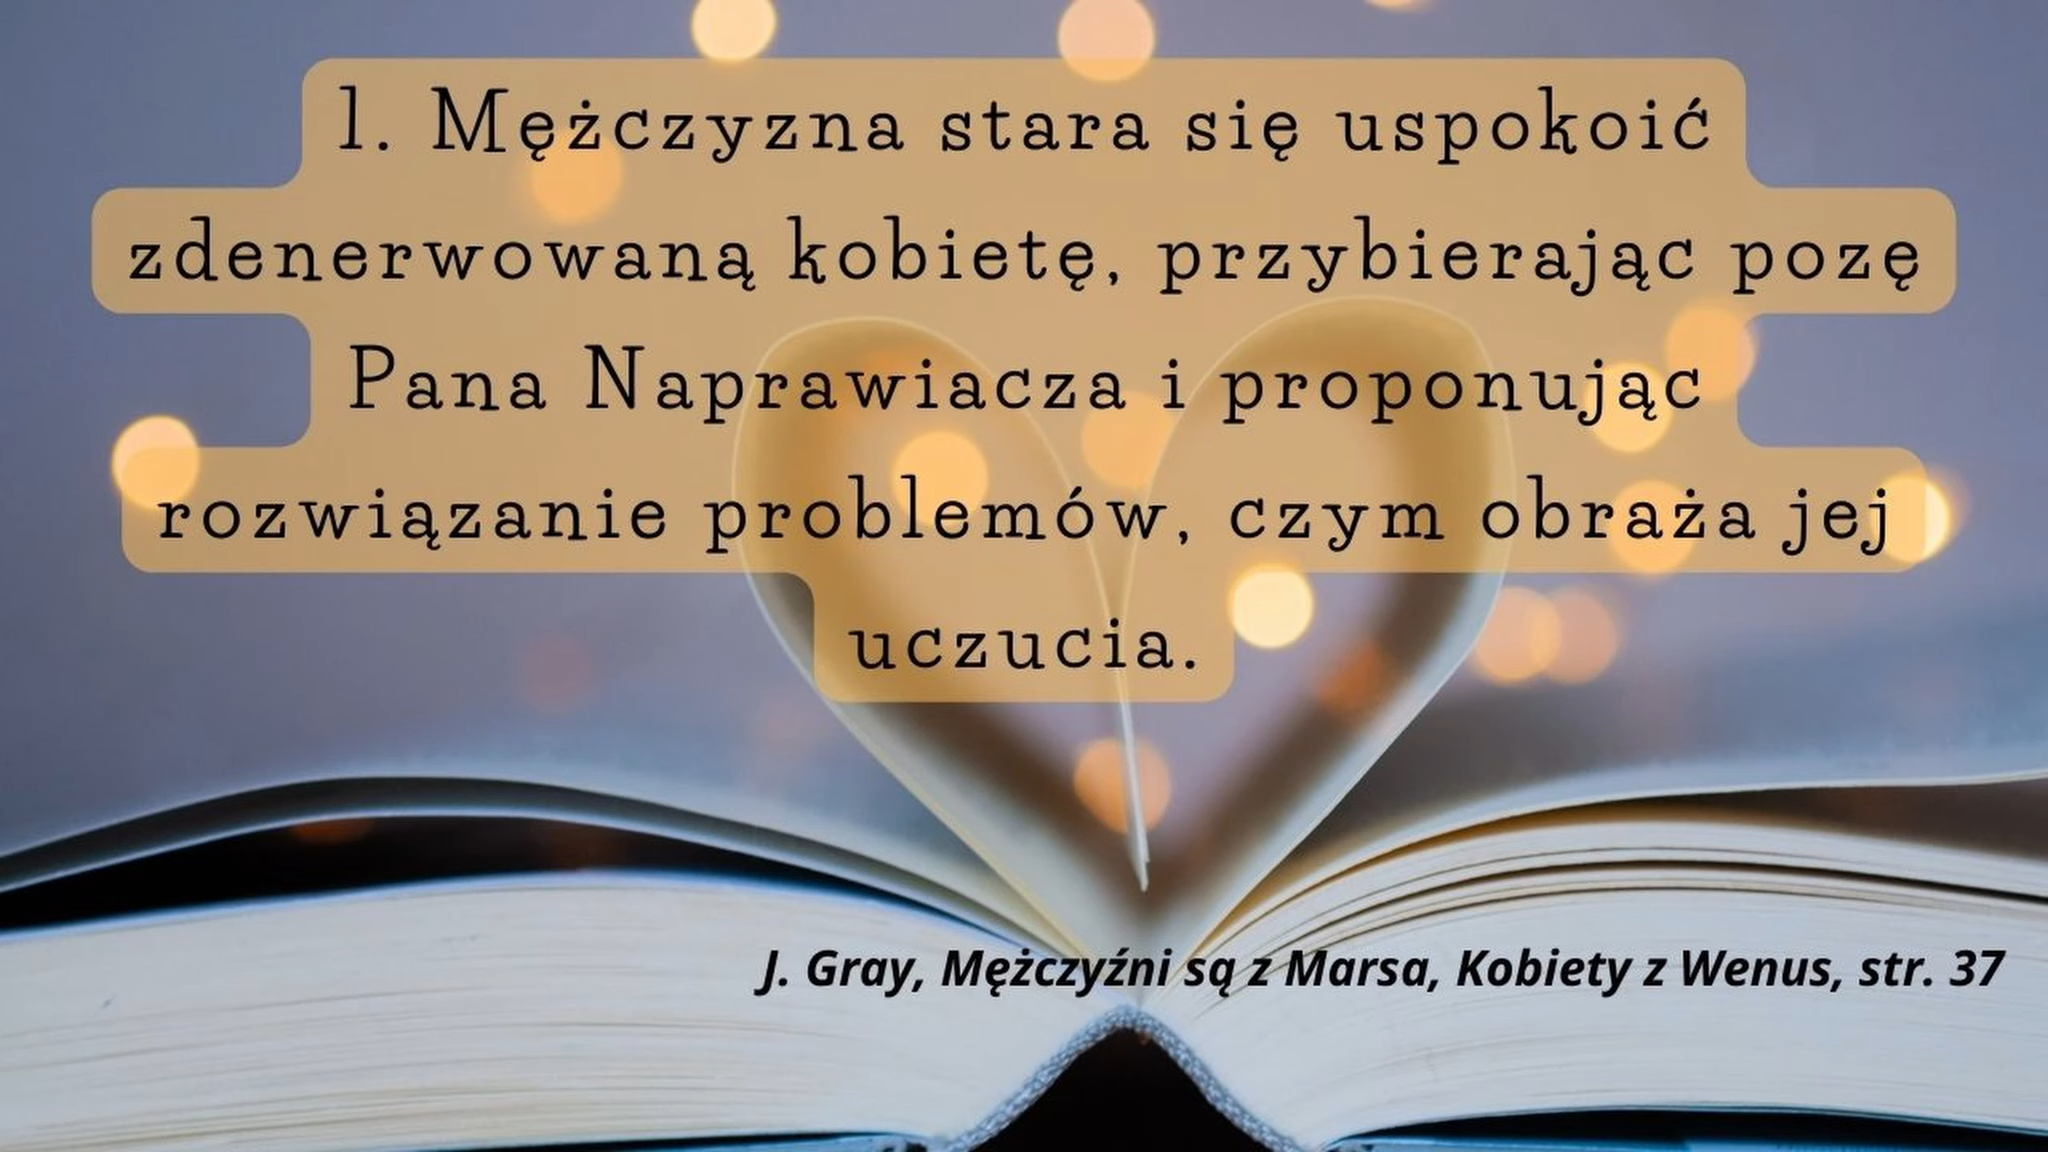 1. Mężczyzna stara się uspokoić
zdenerwowaną kobietę, przybierając pozę
Pana Naprawiacza i proponując
rozwiązanie problemów, czym obraża jej
uczucia.
J. Gray, Mężczyźni są z Marsa, Kobiety z Wenus, str. 37